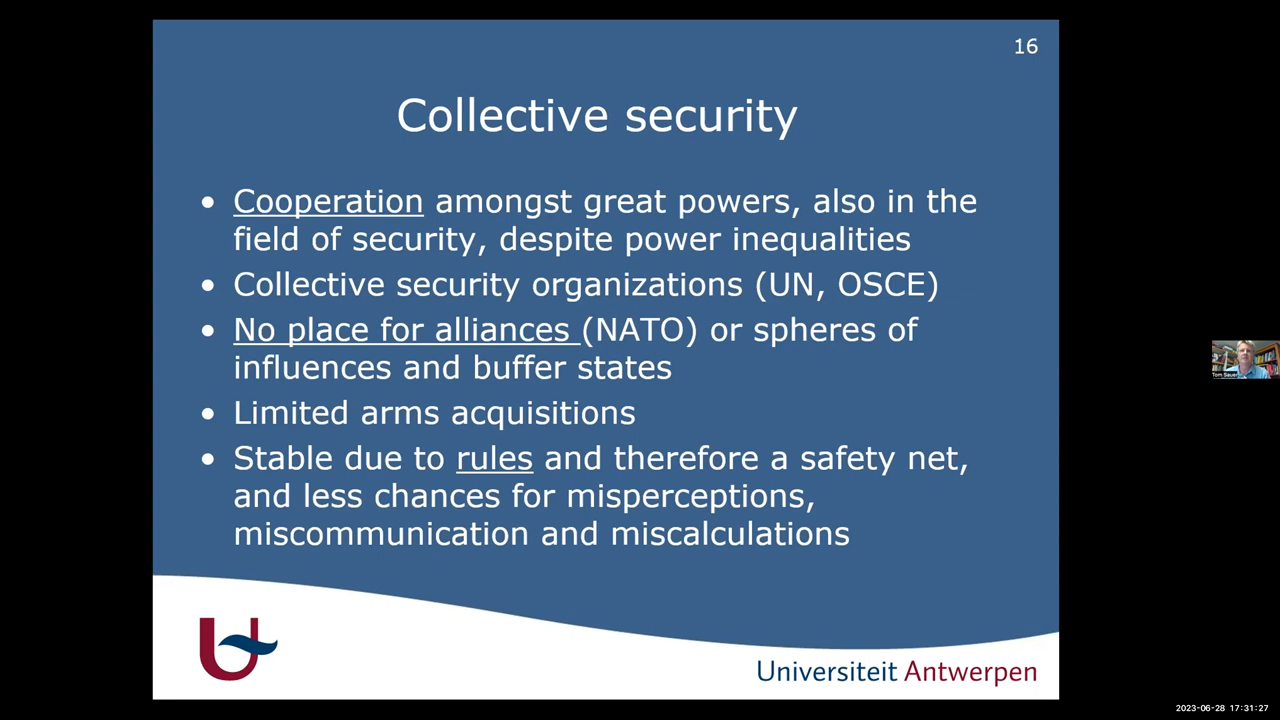 16
Collective security
• Cooperation amongst great powers, also in the
field of security, despite power inequalities
• Collective security organizations (UN, OSCE)
• No place for alliances (NATO) or spheres of
influences and buffer states
• Limited arms acquisitions
• Stable due to rules and therefore a safety net,
and less chances for misperceptions,
miscommunication and miscalculations
Universiteit Antwerpen
Tom Sauer
2023-06-28 17:31:27